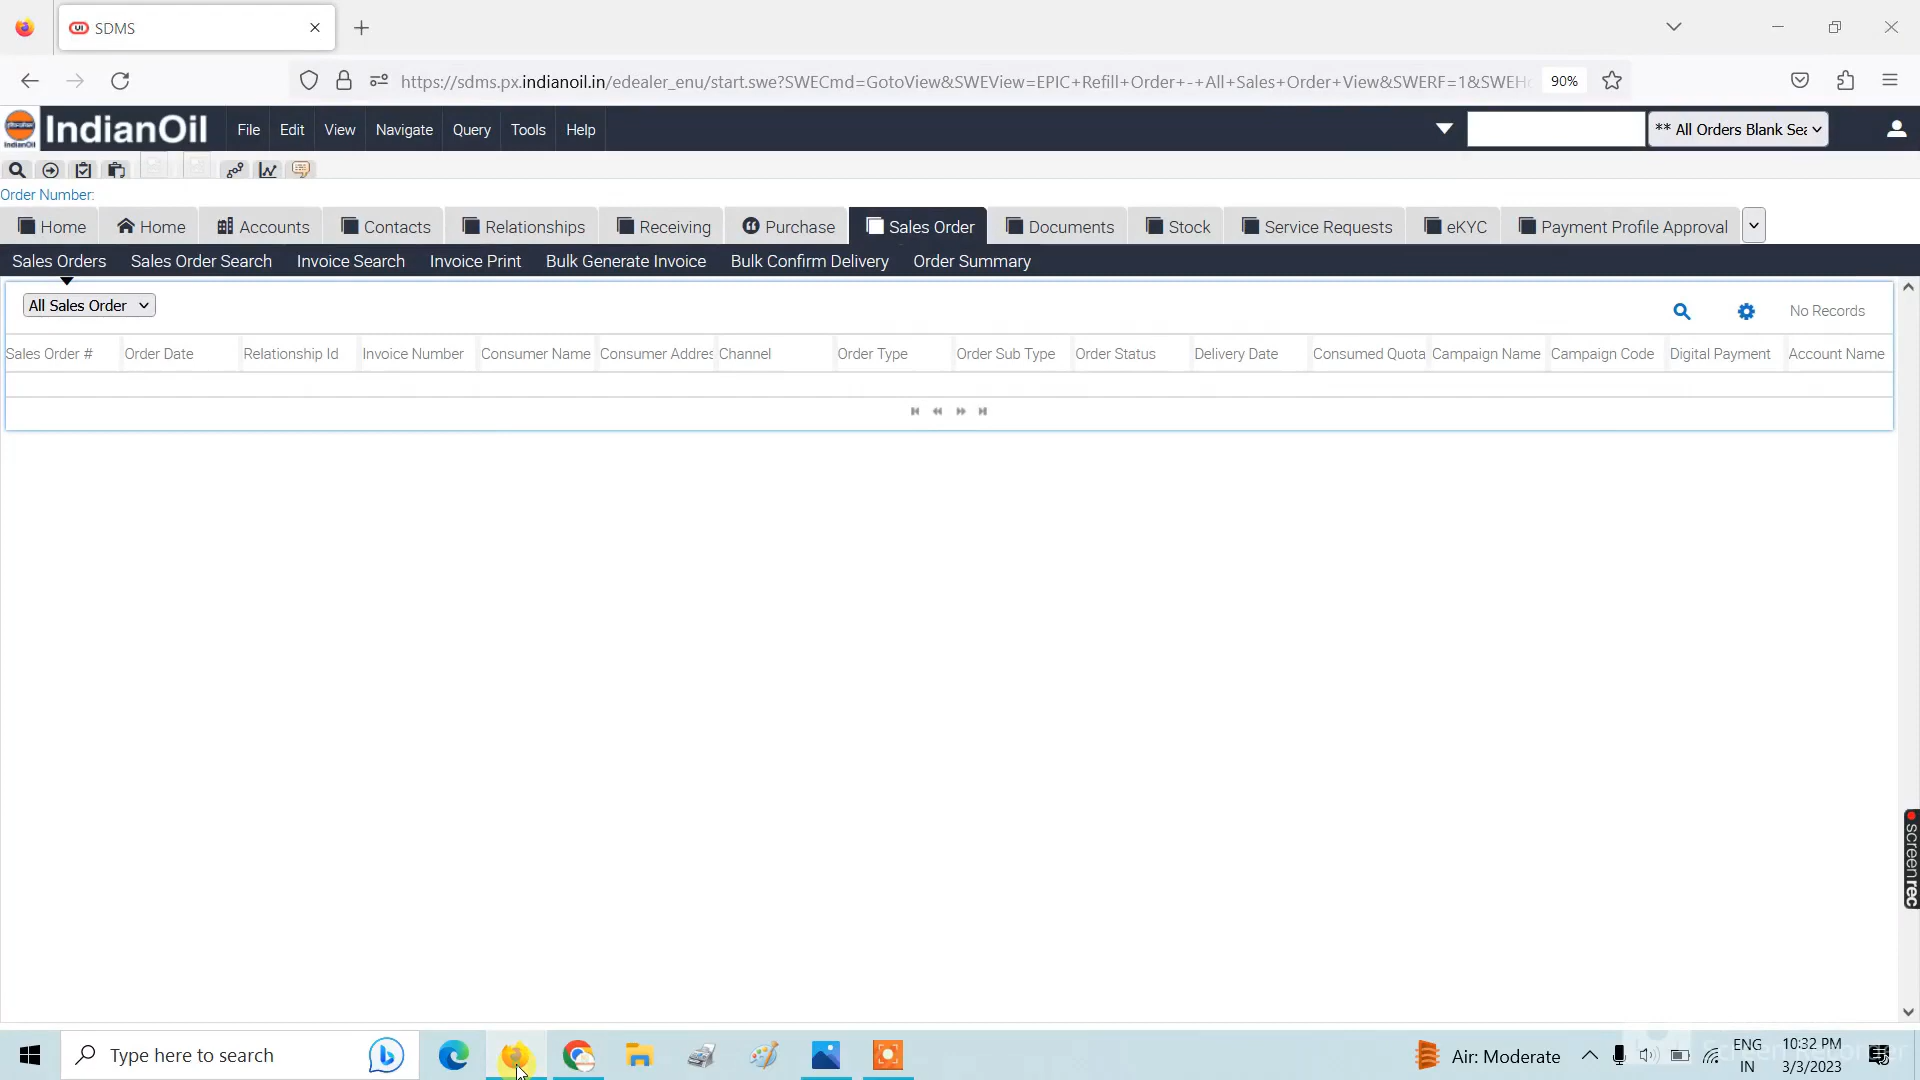 SDMS
https://sdms.px.indianoil.in/edealer_enu/start.swe?SWECmd=GotoView&SWEView=EPIC+Refill+Order+-+All+Sales+Order+View&SWERF=1&SWEHo
90%
IndianOil
IndianOil File Edit View Navigate Query Tools Help ** All Orders Blank Sea
Order Number:
Home Home Accounts Contacts Relationships Receiving Purchase Sales Order Documents Stock Service Requests eKYC Payment Profile Approval
Sales Orders Sales Order Search Invoice Search Invoice Print Bulk Generate Invoice Bulk Confirm Delivery Order Summary
All Sales Order No Records
Sales Order # Order Date Relationship Id Invoice Number Consumer Name Consumer Addres Channel Order Type Order Sub Type Order Status Delivery Date Consumed Quota Campaign Name Campaign Code Digital Payment Account Name
screenrec
Type here to search
Air: Moderate
ENG
IN
10:32 PM
3/3/2023